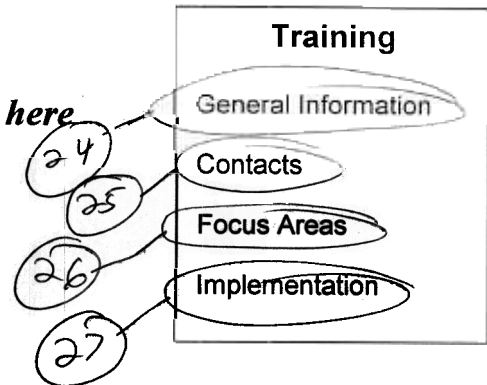 Training
General Information
here
24
Contacts
25
Focus Areas
26
Implementation
27